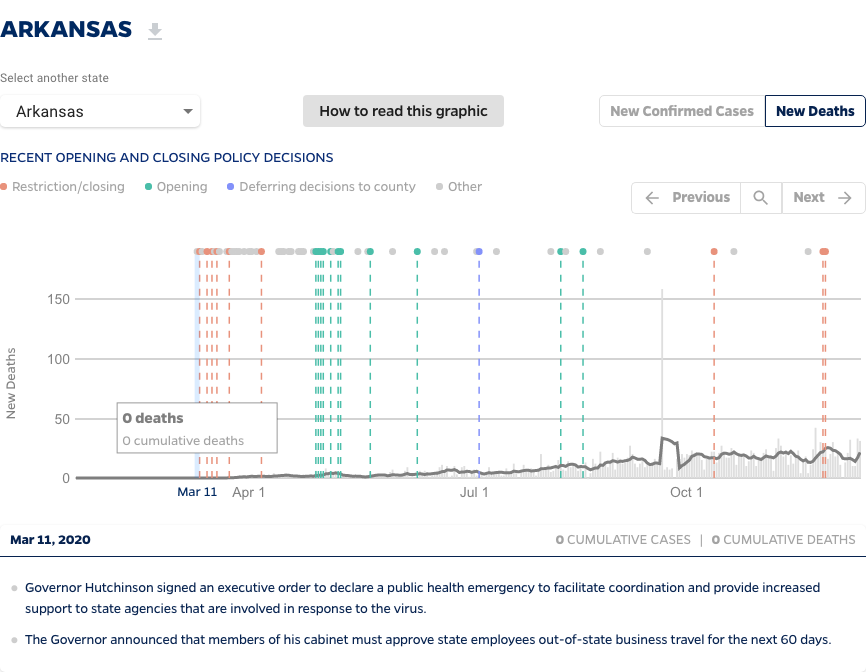 ARKANSAS
Select another state
Arkansas
How to read this graphic
New Confirmed Cases
New Deaths
RECENT OPENING AND CLOSING POLICY DECISIONS
Restriction/closing
Opening
Deferring decisions to county
Other
Previous
Next
150
100
50
0
New Deaths
0 deaths
0 cumulative deaths
Mar 11
Apr 1
Jul 1
Oct 1
Mar 11, 2020
0 CUMULATIVE CASES | 0 CUMULATIVE DEATHS
Governor Hutchinson signed an executive order to declare a public health emergency to facilitate coordination and provide increased
support to state agencies that are involved in response to the virus.
The Governor announced that members of his cabinet must approve state employees out-of-state business travel for the next 60 days.